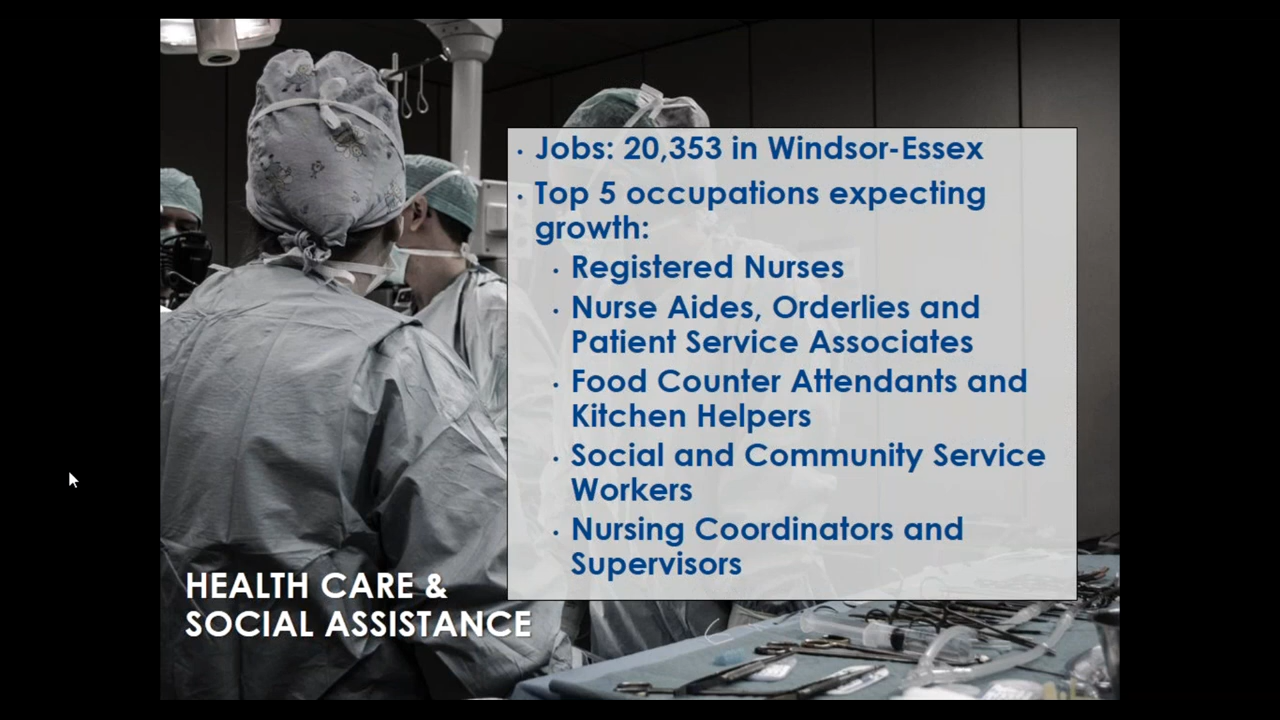 · Jobs: 20,353 in Windsor-Essex
· Top 5 occupations expecting
growth:
· Registered Nurses
· Nurse Aides, Orderlies and
Patient Service Associates
· Food Counter Attendants and
Kitchen Helpers
· Social and Community Service
Workers
· Nursing Coordinators and
Supervisors
HEALTH CARE &
SOCIAL ASSISTANCE